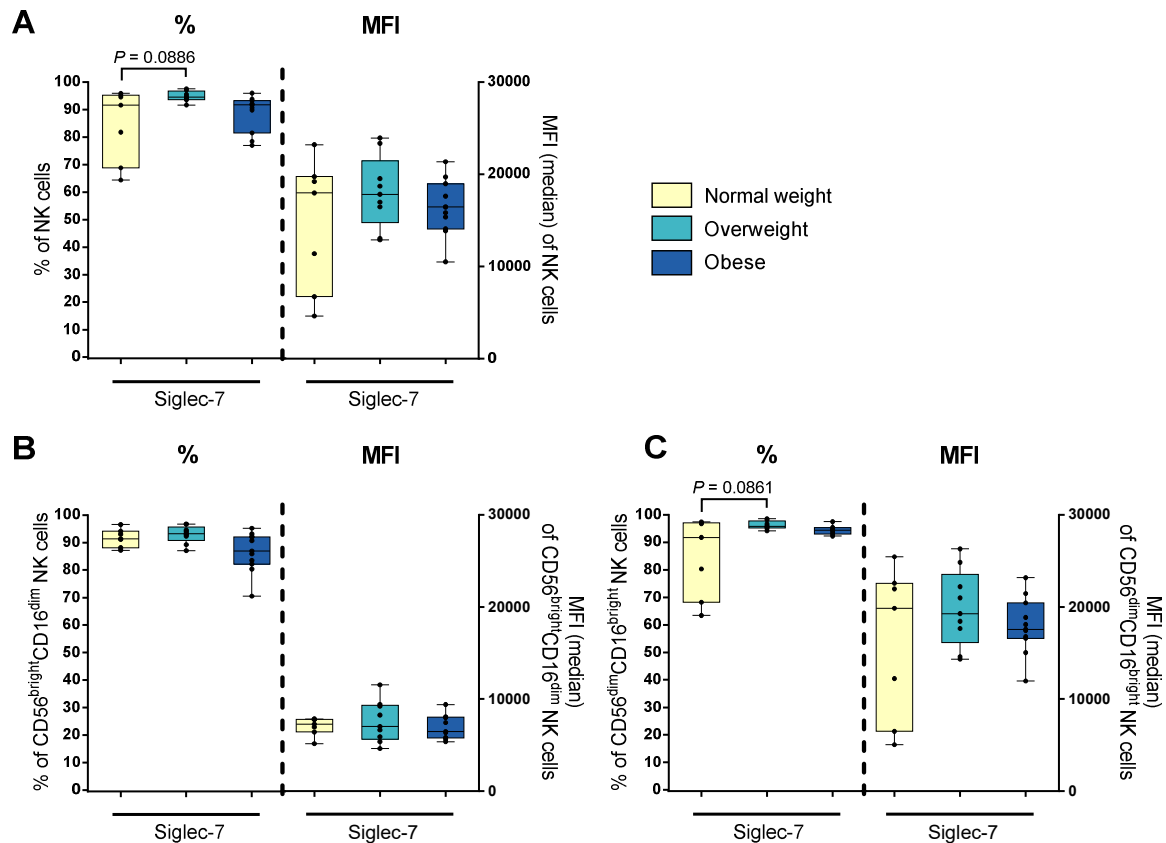 A
%
MFI
P = 0.0886
% of NK cells
100
90
80
70
60
50
40
30
20
10
0
30000
20000
10000
0
MFI (median) of NK cells
Siglec-7
Siglec-7
Normal weight
Overweight
Obese
B
%
MFI
% of CD56brightCD16dim NK cells
100
90
80
70
60
50
40
30
20
10
0
30000
20000
10000
0
MFI (median)
of CD56brightCD16dim NK cells
Siglec-7
Siglec-7
C
%
MFI
P = 0.0861
% of CD56dimCD16bright NK cells
100
90
80
70
60
50
40
30
20
10
0
30000
20000
10000
0
MFI (median)
of CD56dimCD16bright NK cells
Siglec-7
Siglec-7